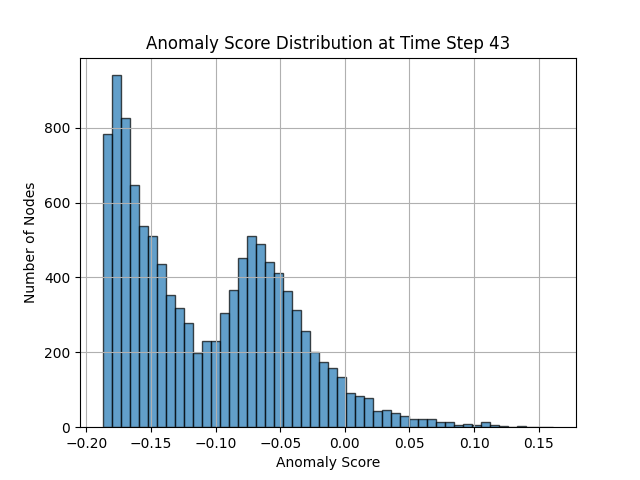 Anomaly Score Distribution at Time Step 43
Number of Nodes
800
600
400
200
0
−0.20 −0.15 −0.10 −0.05 0.00 0.05 0.10 0.15
Anomaly Score